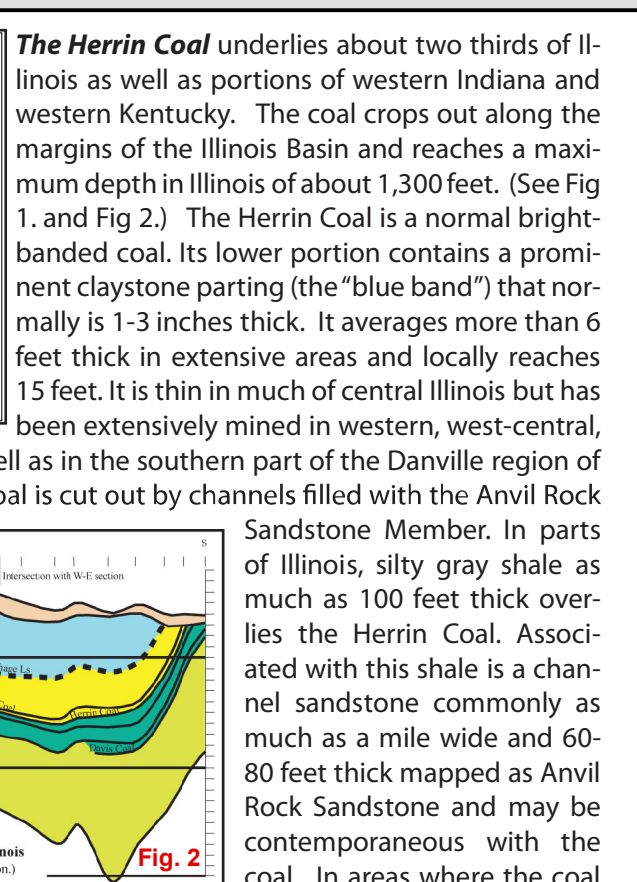 The Herrin Coal underlies about two thirds of Il-
linois as well as portions of western Indiana and
western Kentucky. The coal crops out along the
margins of the Illinois Basin and reaches a maxi-
mum depth in Illinois of about 1,300 feet. (See Fig
1. and Fig 2.) The Herrin Coal is a normal bright-
banded coal. Its lower portion contains a promi-
nent claystone parting (the “blue band”) that nor-
mally is 1-3 inches thick. It averages more than 6
feet thick in extensive areas and locally reaches
15 feet. It is thin in much of central Illinois but has
been extensively mined in western, west-central,
ell as in the southern part of the Danville region of
oal is cut out by channels filled with the Anvil Rock
Sandstone Member. In parts
of Illinois, silty gray shale as
much as 100 feet thick over-
lies the Herrin Coal. Associ-
ated with this shale is a chan-
nel sandstone commonly as
much as a mile wide and 60-
80 feet thick mapped as Anvil
Rock Sandstone and may be
contemporaneous with the
coal. In areas where the coal
S
Intersection with W-E section
age Ls
Coal
Herrin Coal
Davis Coal
nois
on.)
Fig. 2